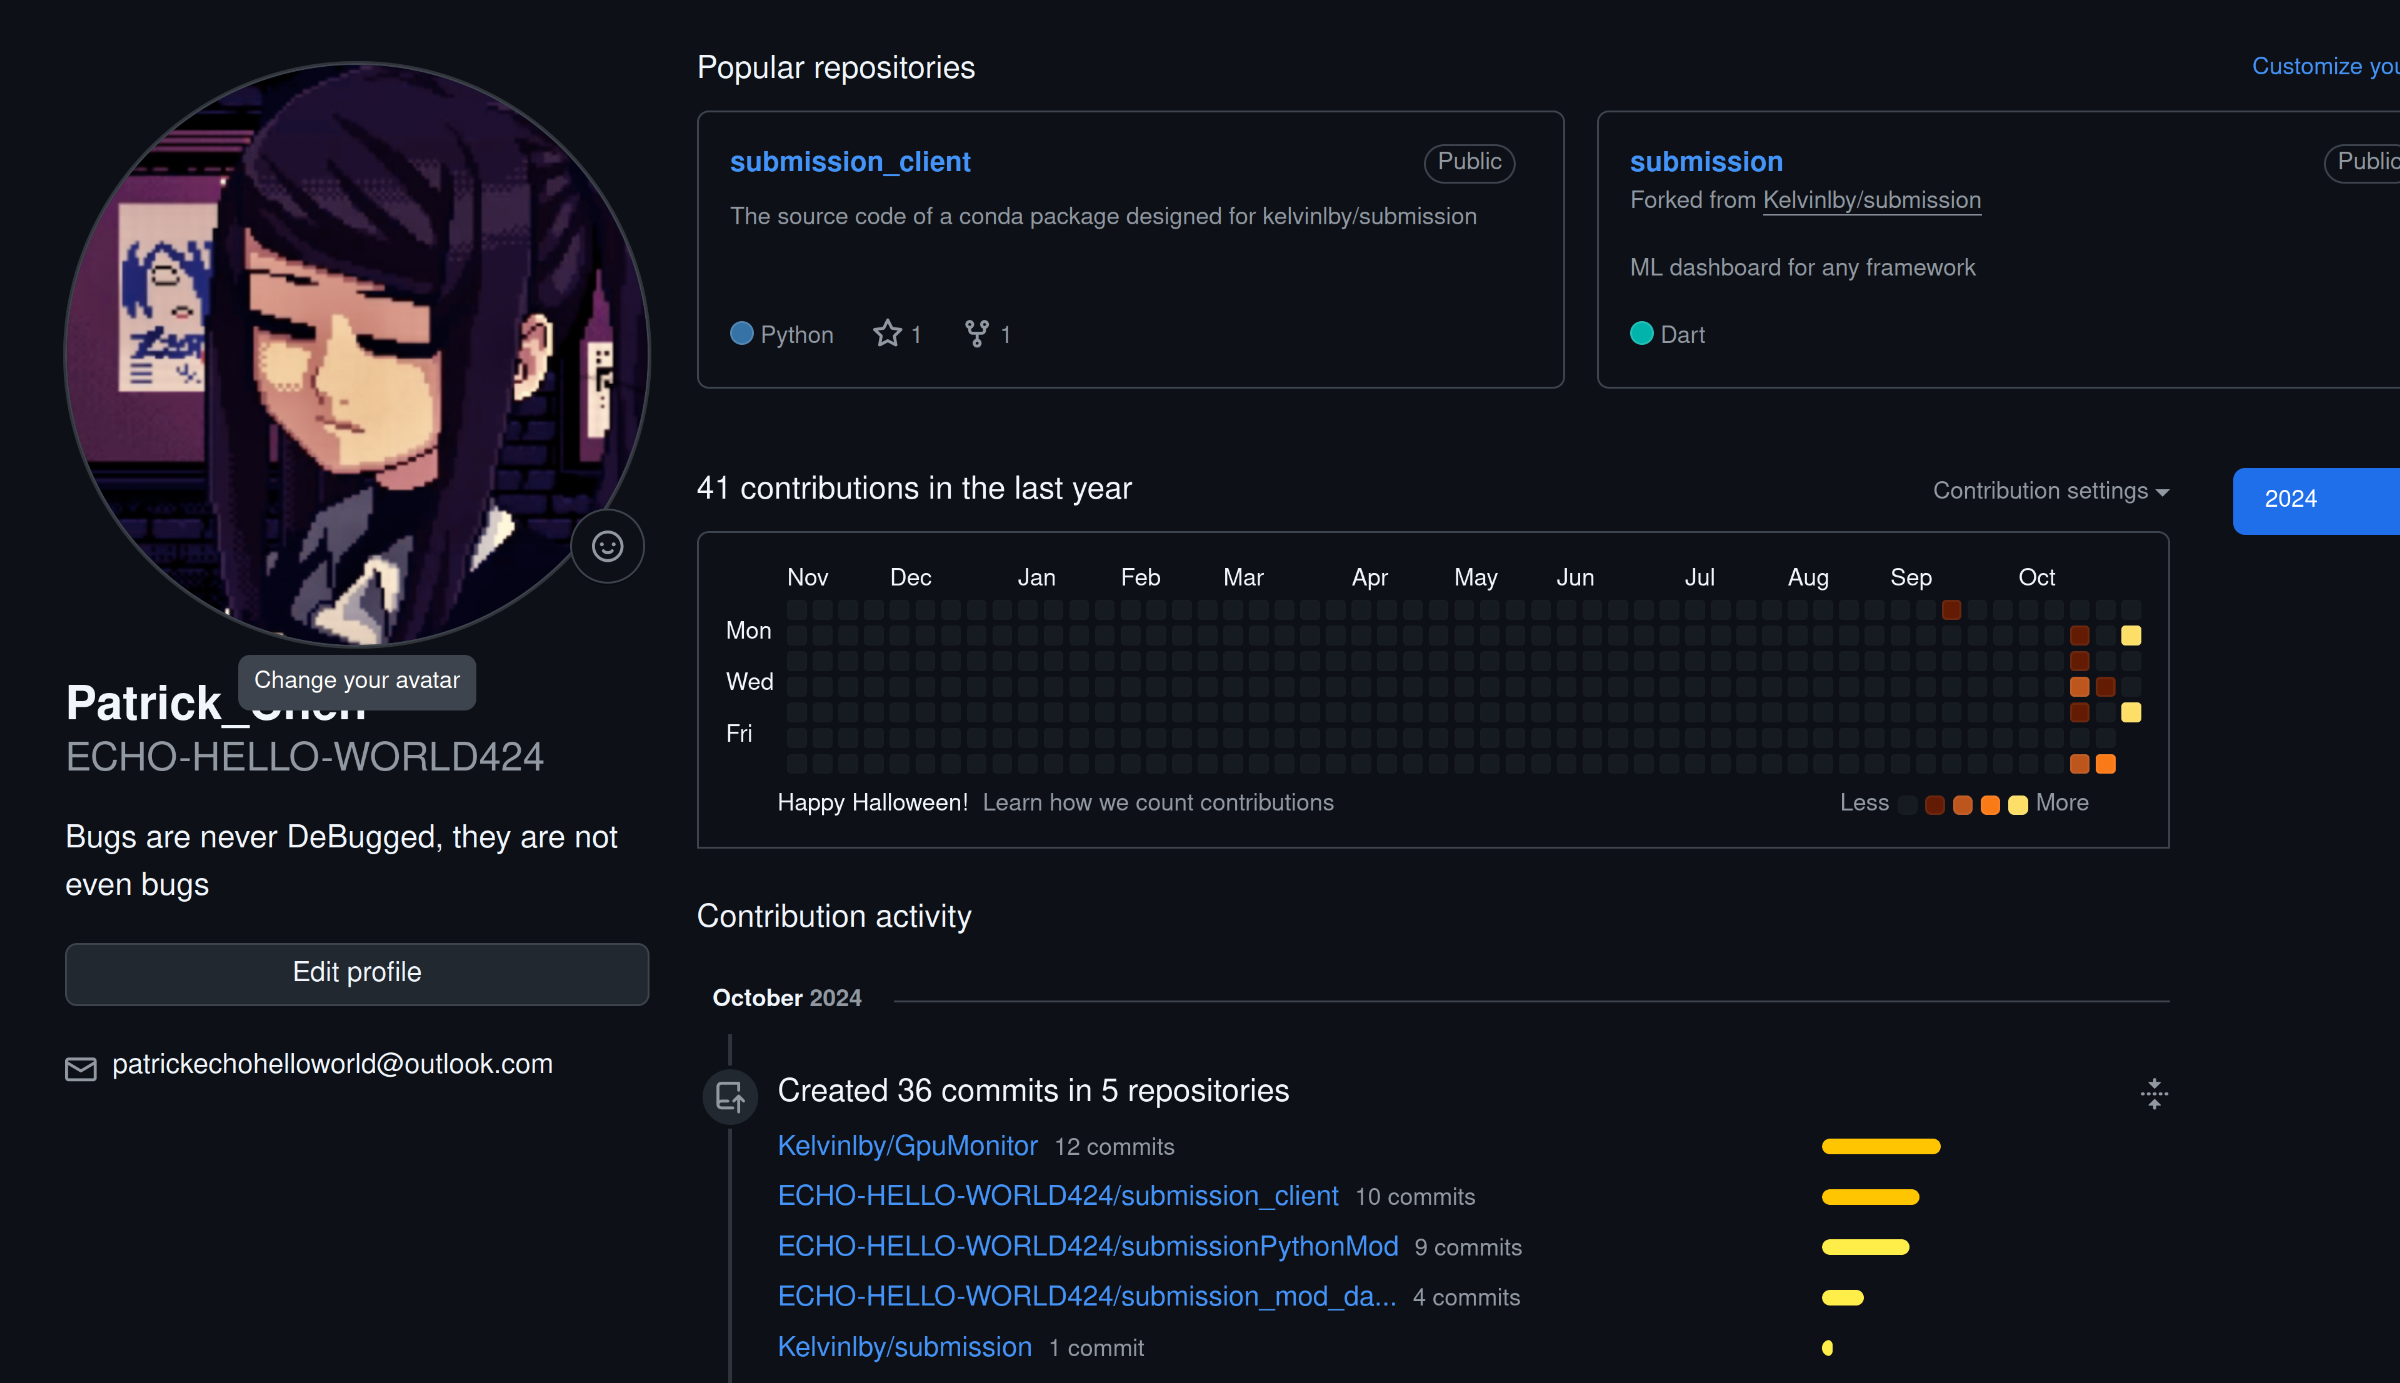 Change your avatar
Patrick_Chen
ECHO-HELLO-WORLD424
Bugs are never DeBugged, they are not
even bugs
Edit profile
patrickechohelloworld@outlook.com
Popular repositories
Customize you
submission_client
Public
The source code of a conda package designed for kelvinlby/submission
Python 1 1
submission
Public
Forked from Kelvinlby/submission
ML dashboard for any framework
Dart
41 contributions in the last year
Contribution settings
2024
Nov Dec Jan Feb Mar Apr May Jun Jul Aug Sep Oct
Mon
Wed
Fri
Happy Halloween! Learn how we count contributions
Less More
Contribution activity
October 2024
Created 36 commits in 5 repositories
Kelvinlby/GpuMonitor 12 commits
ECHO-HELLO-WORLD424/submission_client 10 commits
ECHO-HELLO-WORLD424/submissionPythonMod 9 commits
ECHO-HELLO-WORLD424/submission_mod_da... 4 commits
Kelvinlby/submission 1 commit